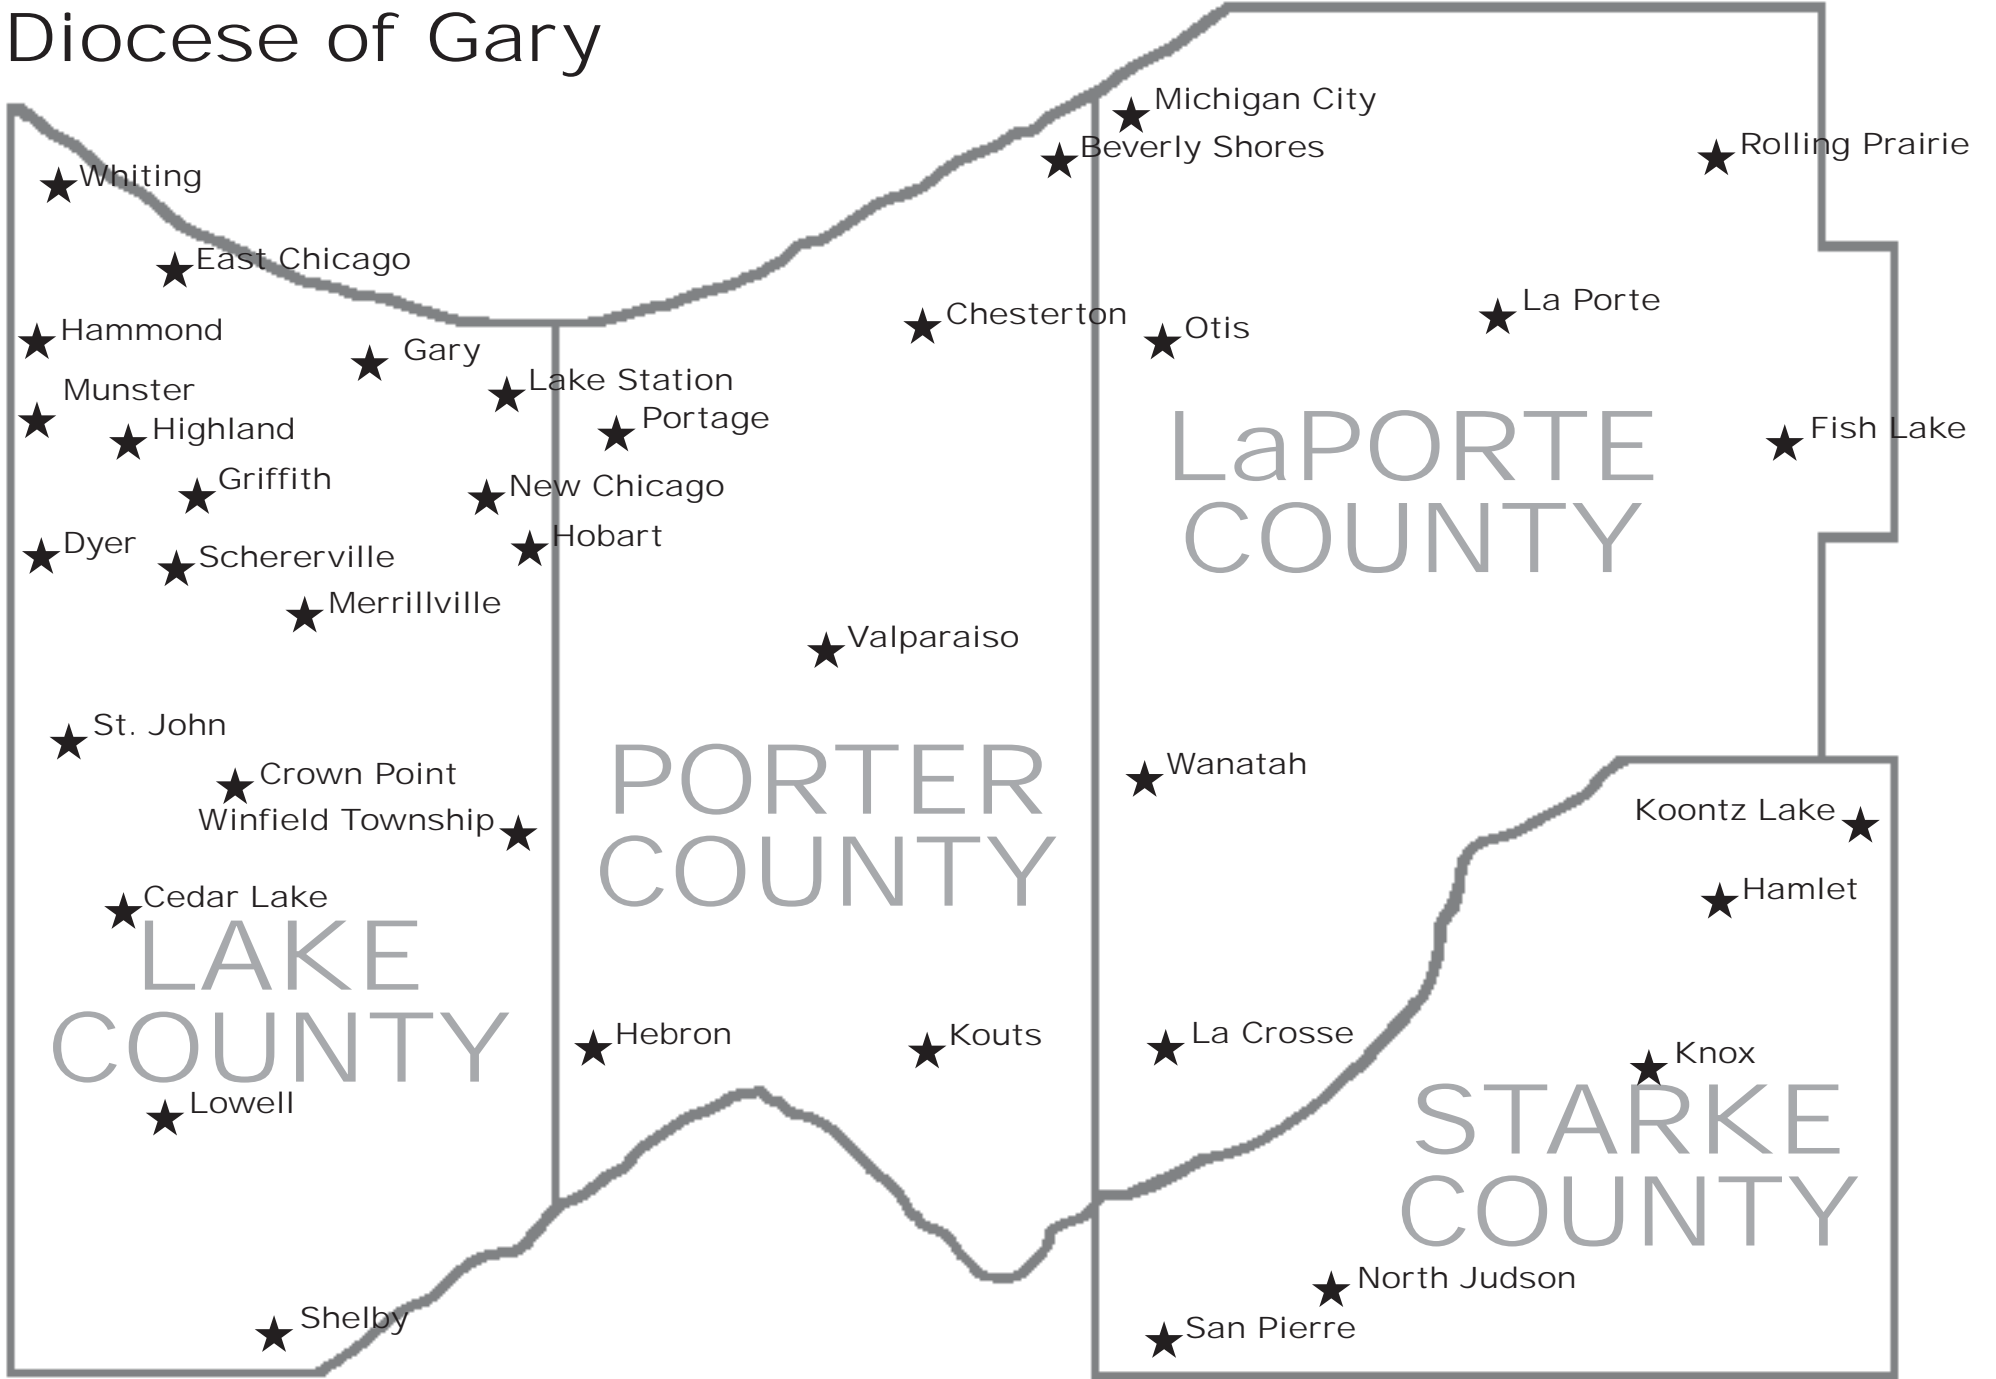 Diocese of Gary
Michigan City
Beverly Shores
Rolling Prairie
Whiting
East Chicago
La Porte
Chesterton
Otis
Hammond
Gary
Lake Station
Munster
Portage
Highland
Fish Lake
LaPORTE
COUNTY
Griffith
New Chicago
Hobart
Dyer
Schererville
Merrillville
Valparaiso
St. John
Crown Point
Wanatah
PORTER
COUNTY
Winfield Township
Koontz Lake
Hamlet
Cedar Lake
LAKE
COUNTY
Hebron
Kouts
La Crosse
Knox
Lowell
STARKE
COUNTY
North Judson
Shelby
San Pierre